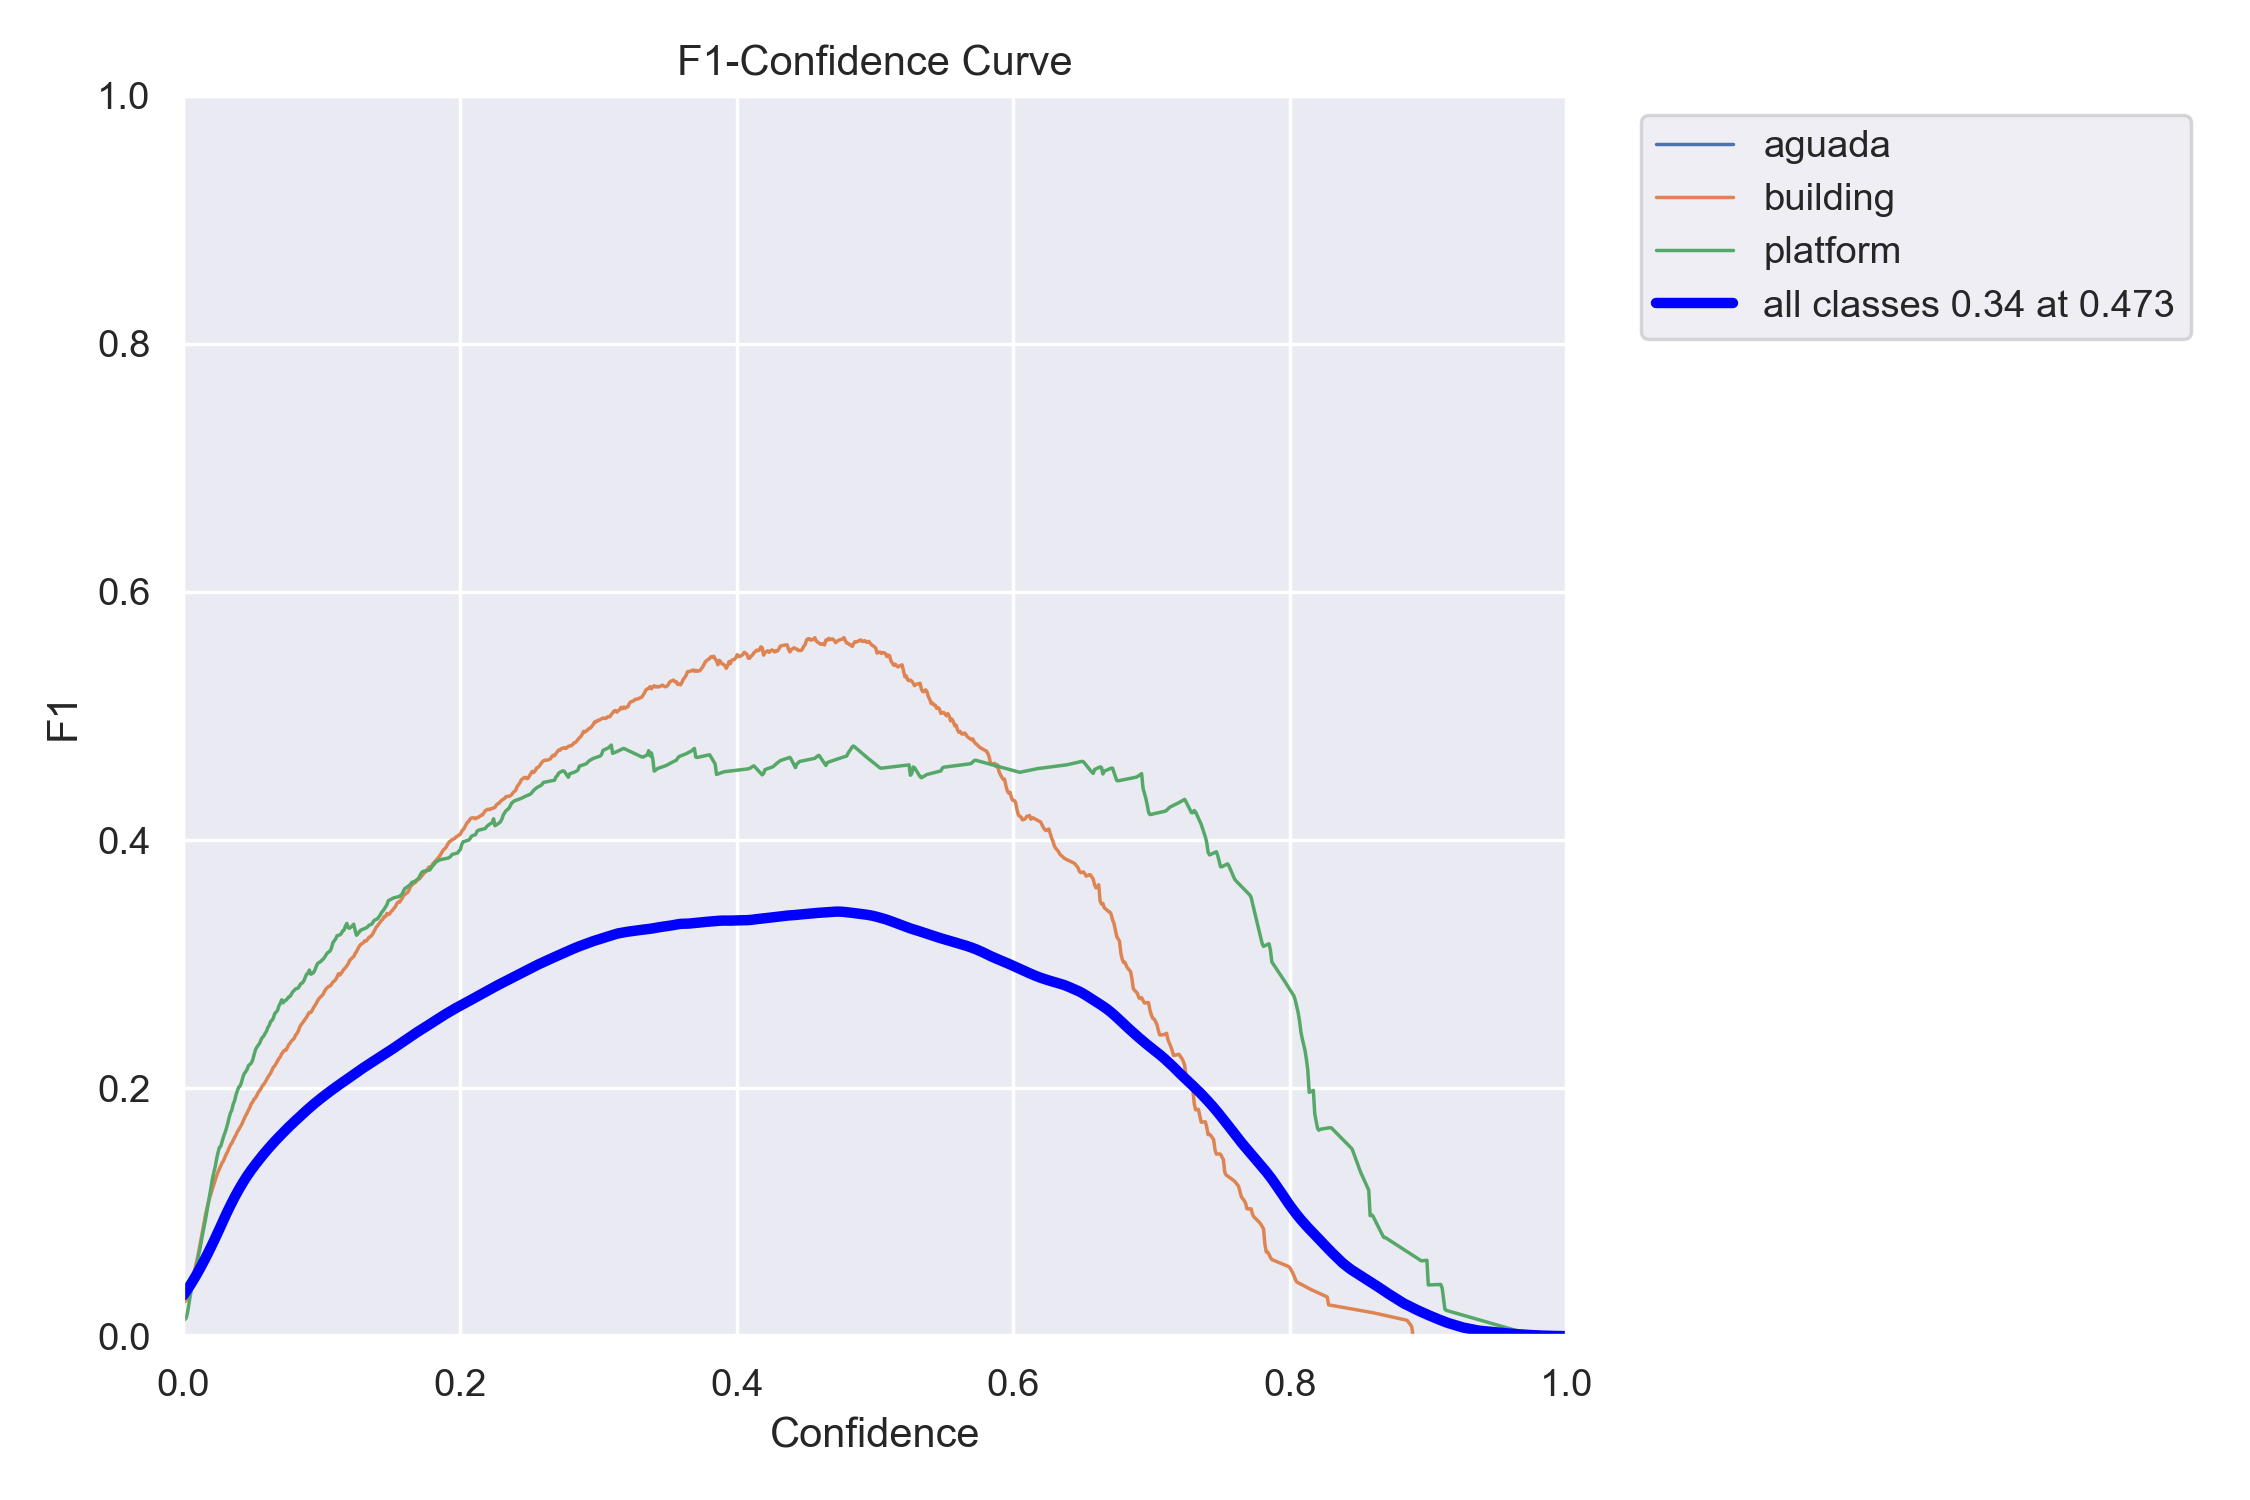 F1-Confidence Curve
1.0
0.8
0.6
0.4
0.2
0.0
F1
0.0 0.2 0.4 0.6 0.8 1.0
Confidence
aguada
building
platform
all classes 0.34 at 0.473